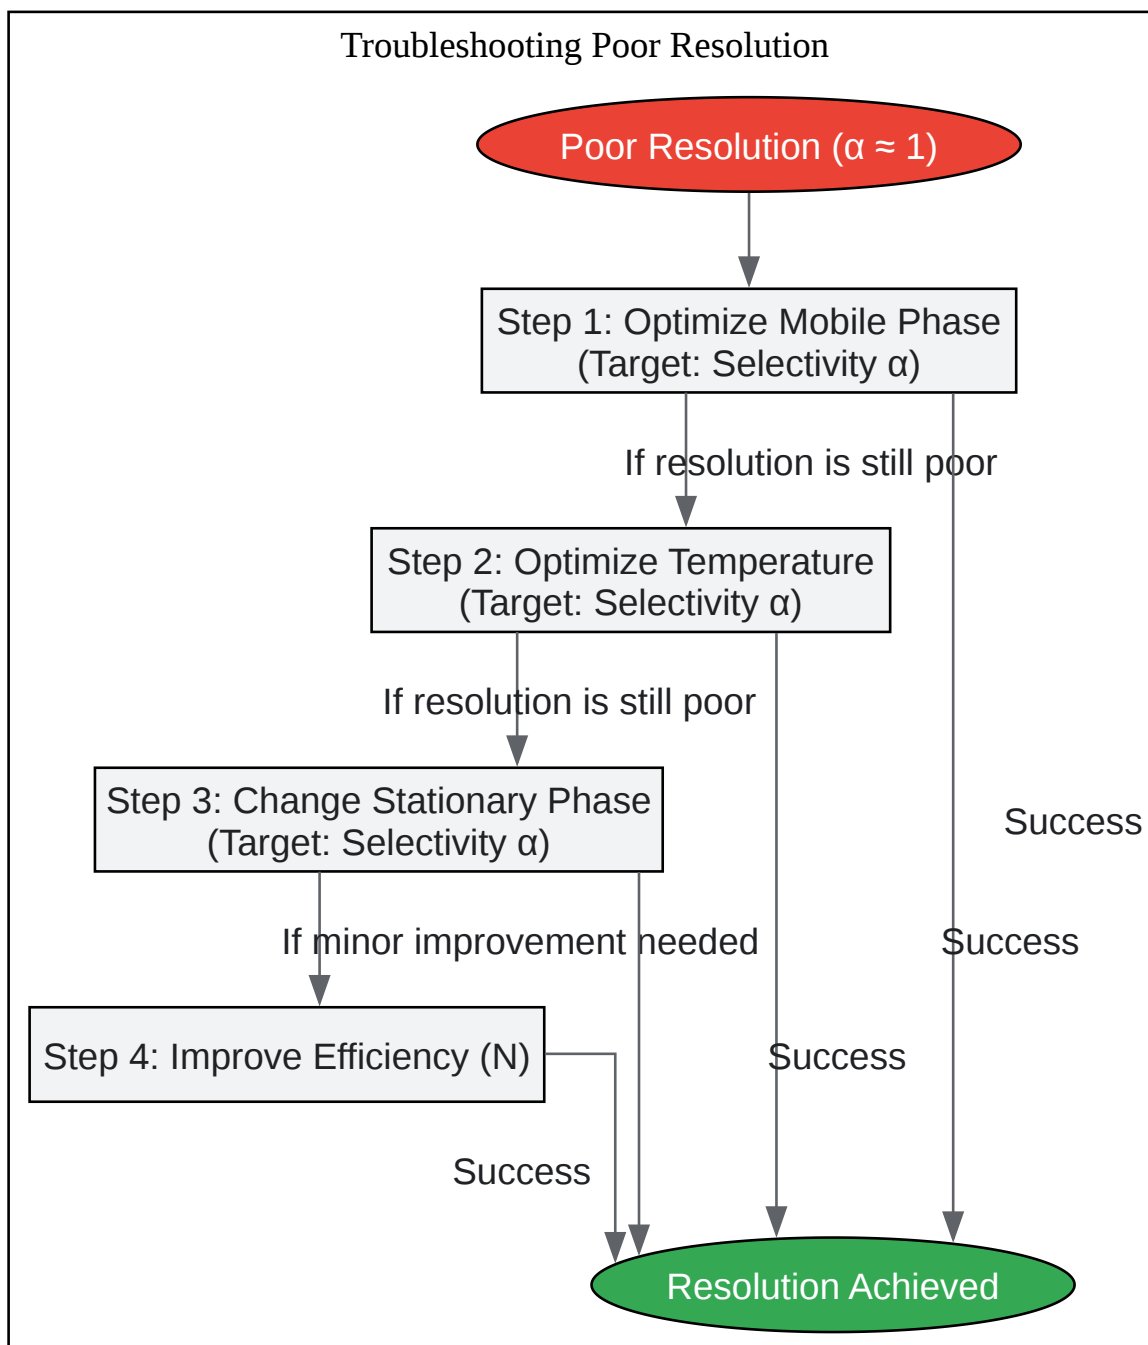 Troubleshooting Poor Resolution
Poor Resolution (α ≈ 1)
Step 1: Optimize Mobile Phase
(Target: Selectivity α)
If resolution is still poor
Step 2: Optimize Temperature
(Target: Selectivity α)
If resolution is still poor
Step 3: Change Stationary Phase
(Target: Selectivity α)
Success
If minor improvement needed
Success
Step 4: Improve Efficiency (N)
Success
Success
Resolution Achieved